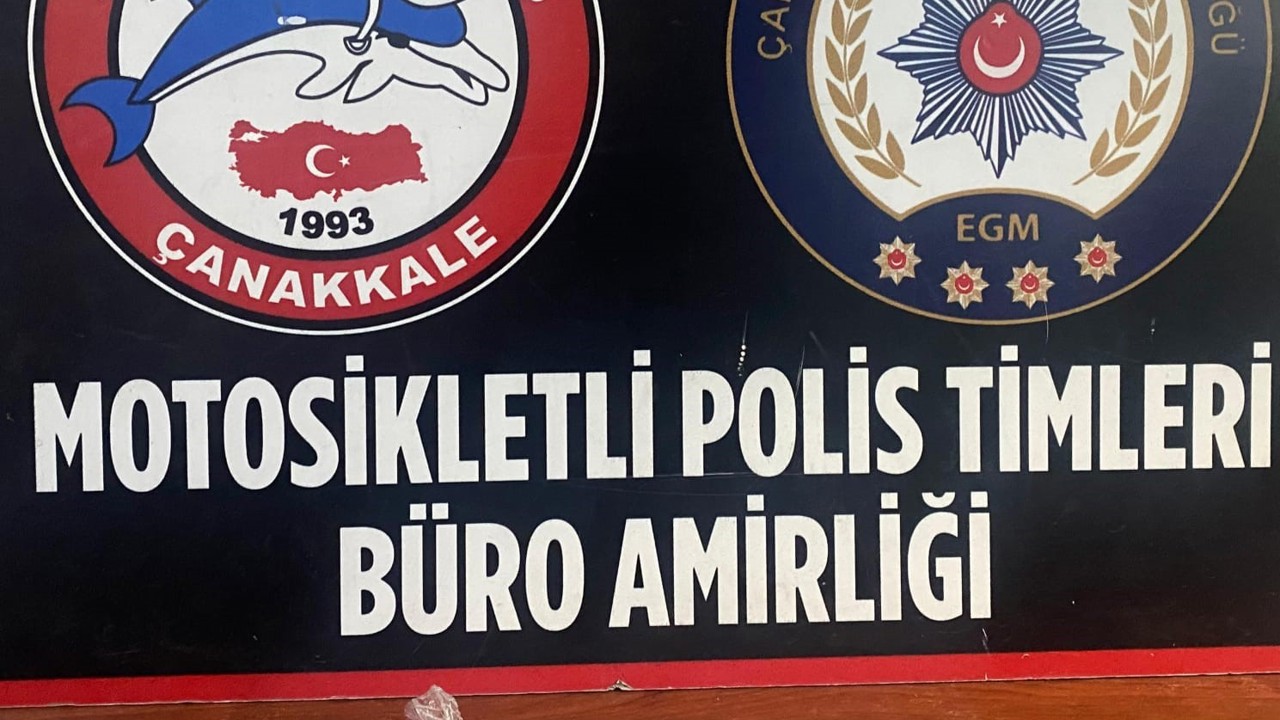 1993
ÇANAKKALE
EGM
MOTOSİKLETLİ POLİS TİMLERİ
BÜRO AMİRLİĞİ